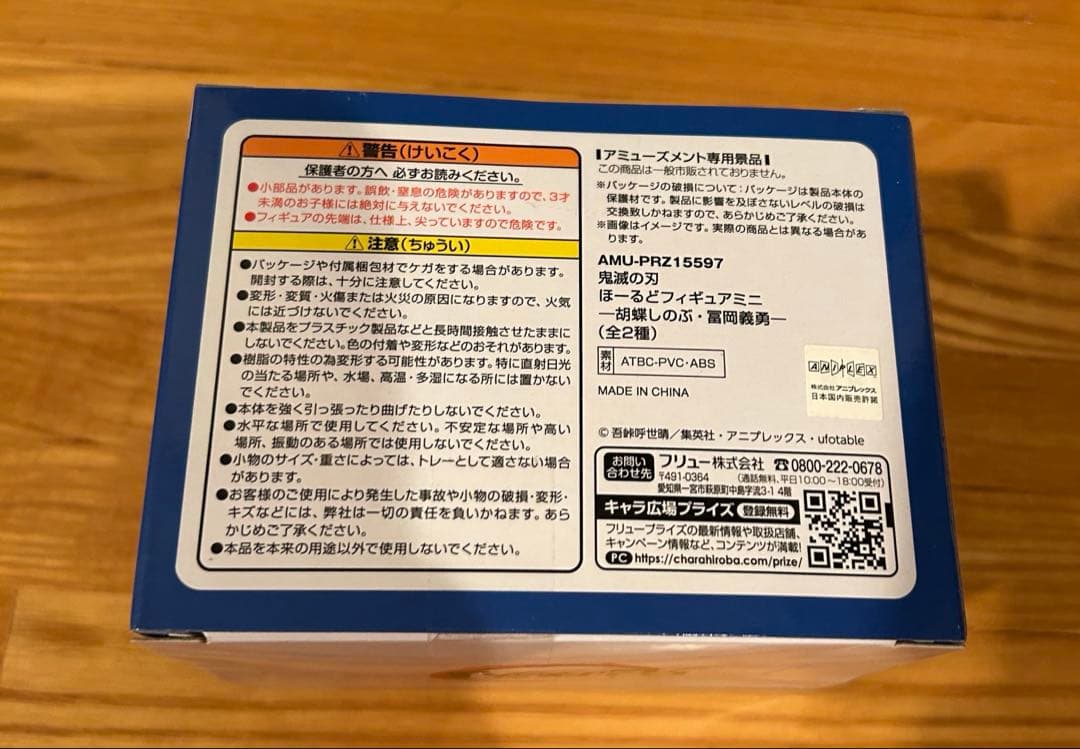 ⚠警告(けいこく)
保護者の方へ 必ずお読みください。
●小部品があります。誤飲・窒息の危険がありますので、3才
未満のお子様には絶対に与えないでください。
●フィギュアの先端は、仕様上、尖っていますので危険です。
⚠注意(ちゅうい)
●パッケージや付属梱包材でケガをする場合があります。
開封する際は、十分に注意してください。
●変形・変質・火傷または火災の原因になりますので、火気
には近づけないでください。
●本製品をプラスチック製品などと長時間接触させたままに
しないでください。色の付着や変形などのおそれがあります。
●樹脂の特性の為変形する可能性があります。特に直射日光
の当たる場所や、水場、高温・多湿になる所には置かない
でください。
●本体を強く引っ張ったり曲げたりしないでください。
●水平な場所で使用してください。不安定な場所や高い
場所、振動のある場所では使用しないでください。
●小物のサイズ・重さによっては、トレーとして適さない場合
があります。
●お客様のご使用により発生した事故や小物の破損・変形・
キズなどには、弊社は一切の責任を負いかねます。あら
かじめご了承ください。
●本品を本来の用途以外で使用しないでください。
アミューズメント専用景品
この商品は一般市販されておりません。
※パッケージの破損について:パッケージは製品本体の
保護材です。製品に影響を及ぼさないレベルの破損は
交換致しかねますので、あらかじめご了承ください。
※画像はイメージです。実際の商品とは異なる場合があ
ります。
AMU-PRZ15597
鬼滅の刃
ほーるどフィギュアミニ
―胡蝶しのぶ・冨岡義勇―
(全2種)
素材 ATBC-PVC・ABS
MADE IN CHINA
ANIPLEX
株式会社アニプレックス
日本国内販売許諾
©吾峠呼世晴/集英社・アニプレックス・ufotable
お問い合わせ先 フリュー株式会社 ☎0800-222-0678
〒491-0364 (通話無料、平日10:00~18:00受付)
愛知県一宮市萩原町中島字流3-1 4階
キャラ広場プライズ 登録無料
フリュープライズの最新情報や取扱店舗、
キャンペーン情報など、コンテンツが満載!
PC https://charahiroba.com/prize/